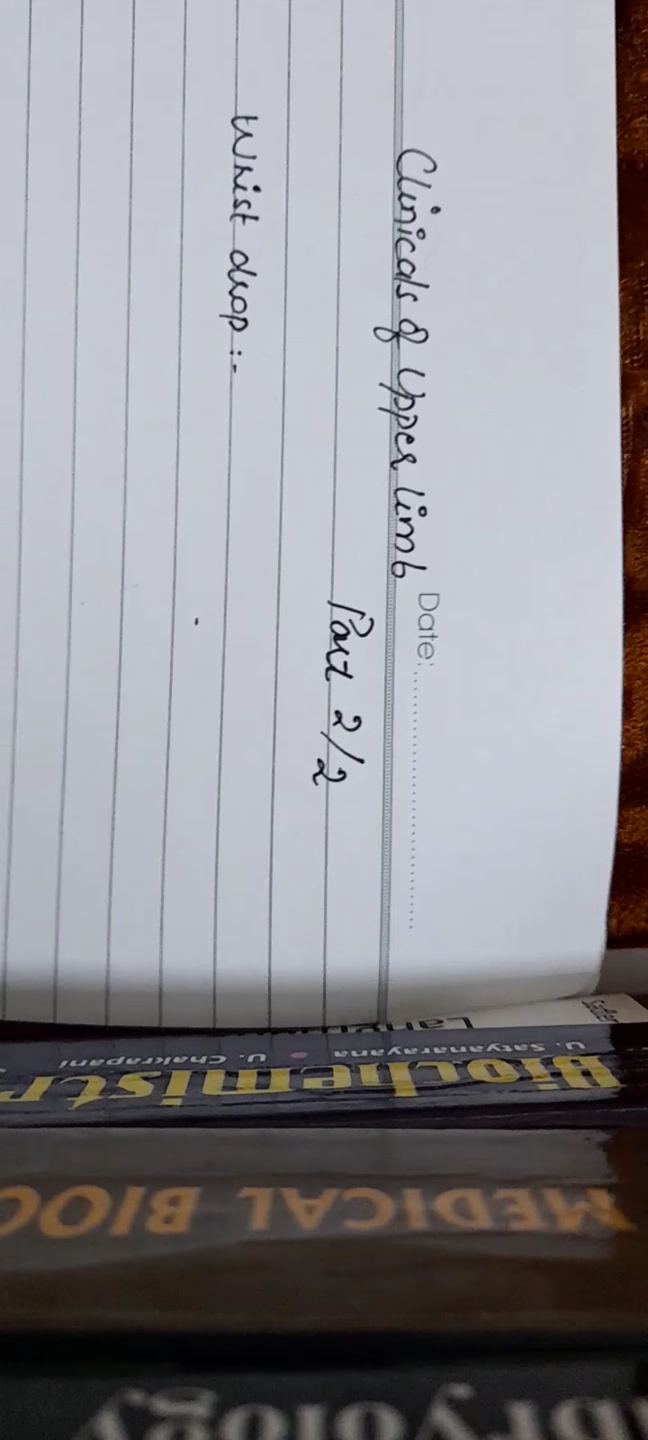 Date:
Clinicals of Upper limb
Part 2/2
Wrist drop :-
Biochemistr
U. Satyanarayana U. Chakrapani
MEDICAL BIOC
bryology